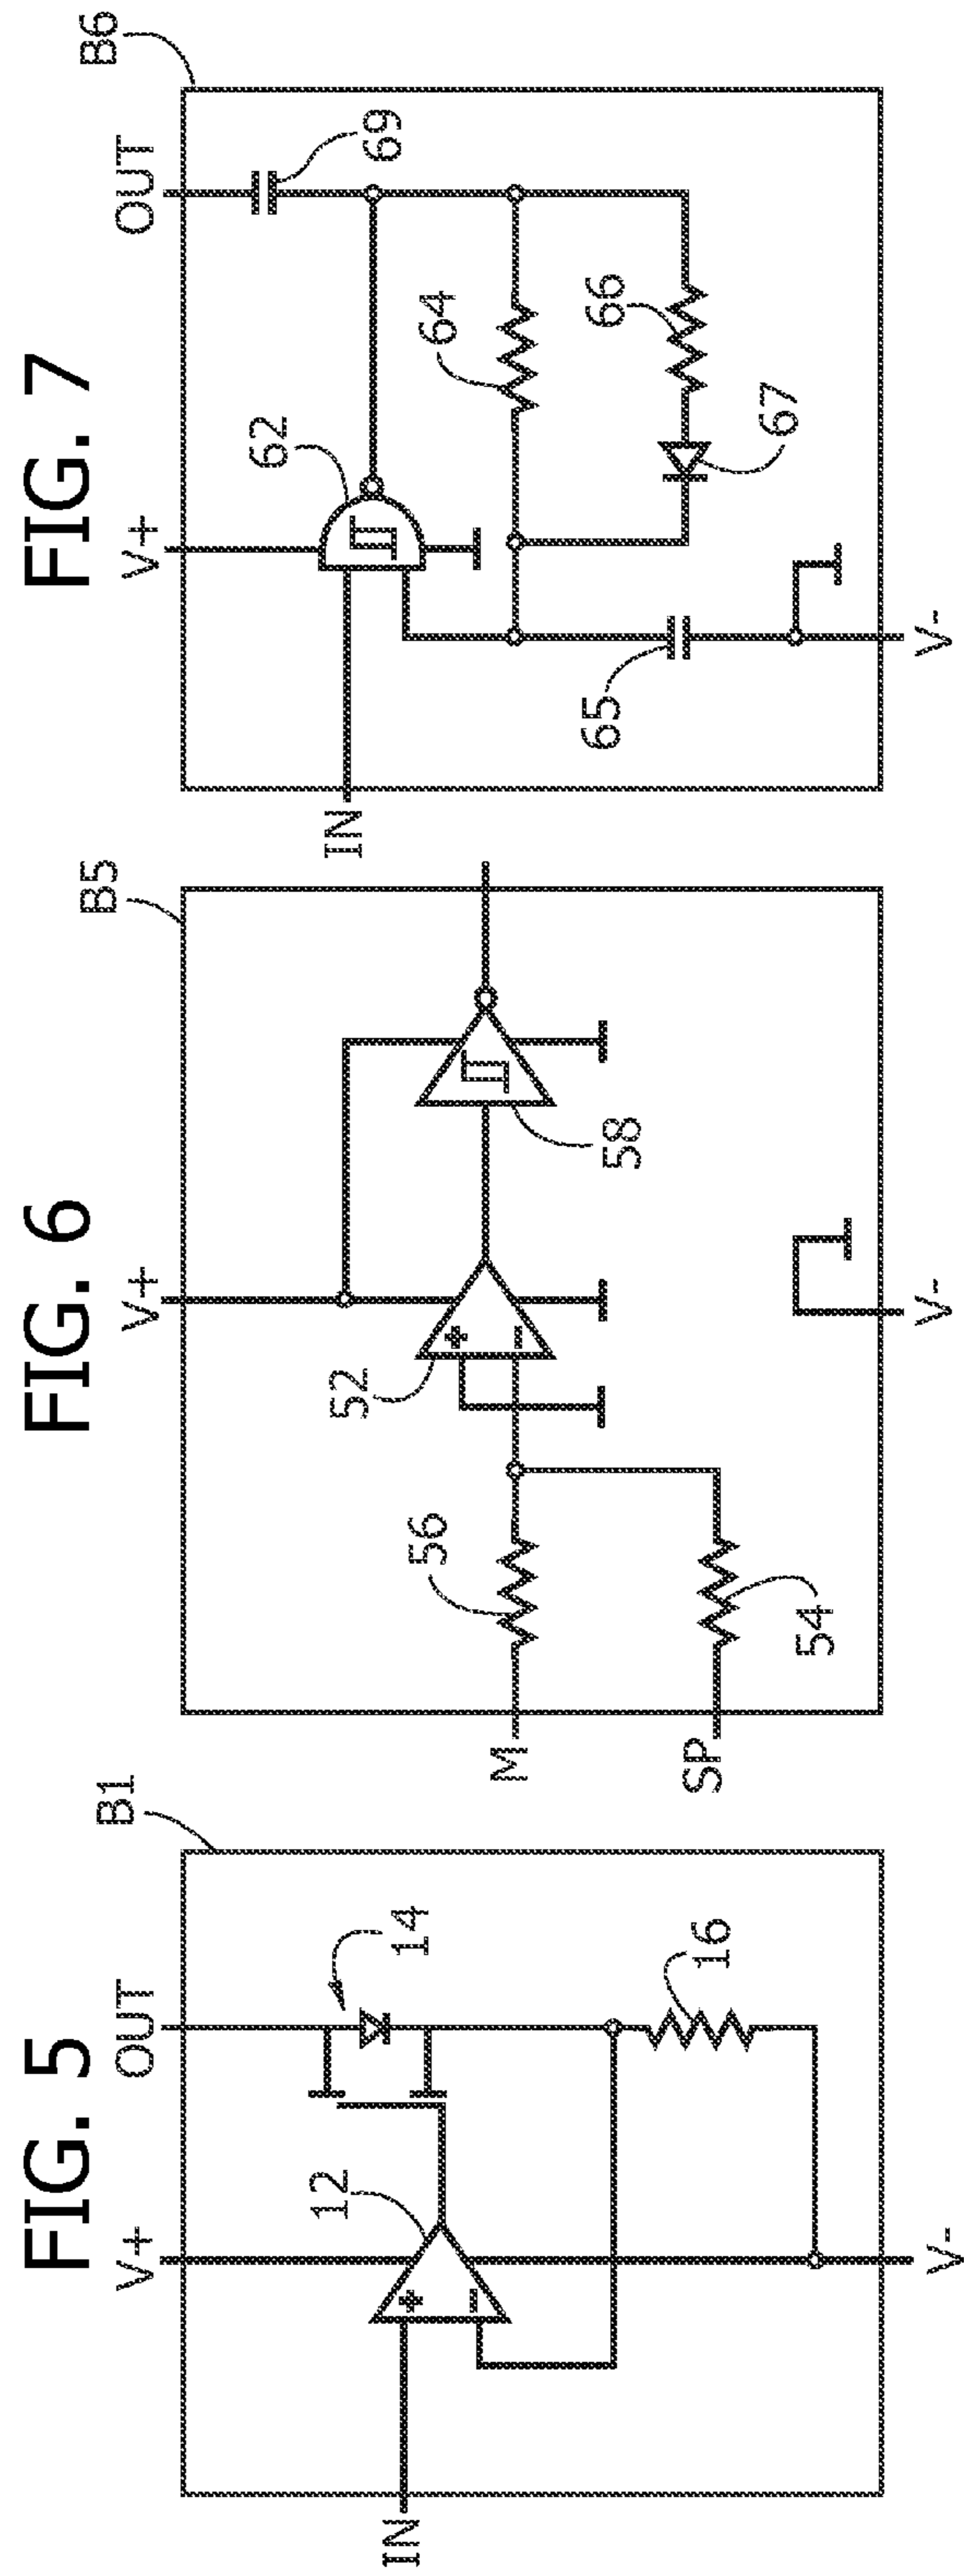 FIG. 5
B1
V+
OUT
12
14
16
+
-
IN
V-
FIG. 6
B5
V+
52
56
58
+
-
M
SP
54
V-
FIG. 7
B6
V+
OUT
62
69
64
66
67
65
IN
V-